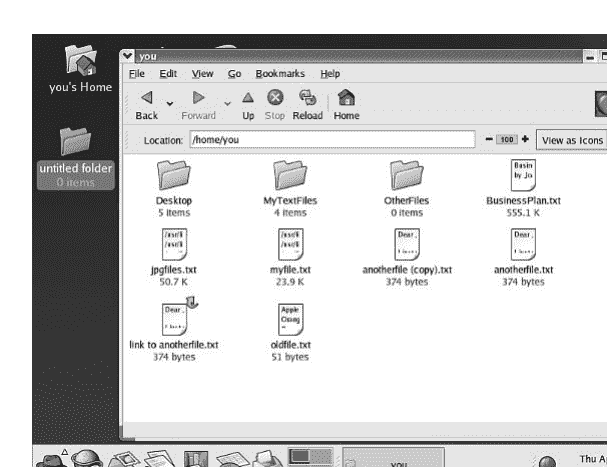 you
File Edit View Go Bookmarks Help
you's Home
Back Forward Up Stop Reload Home
Location: /home/you 100 View as Icons
untitled folder
0 items
Desktop MyTextFiles OtherFiles BusinessPlan.txt
5 items 4 items 0 items 555.1 K
jpgfiles.txt myfile.txt anotherfile (copy).txt anotherfile.txt
50.7 K 23.9 K 374 bytes 374 bytes
link to anotherfile.txt oldfile.txt
374 bytes 51 bytes
you Thu A